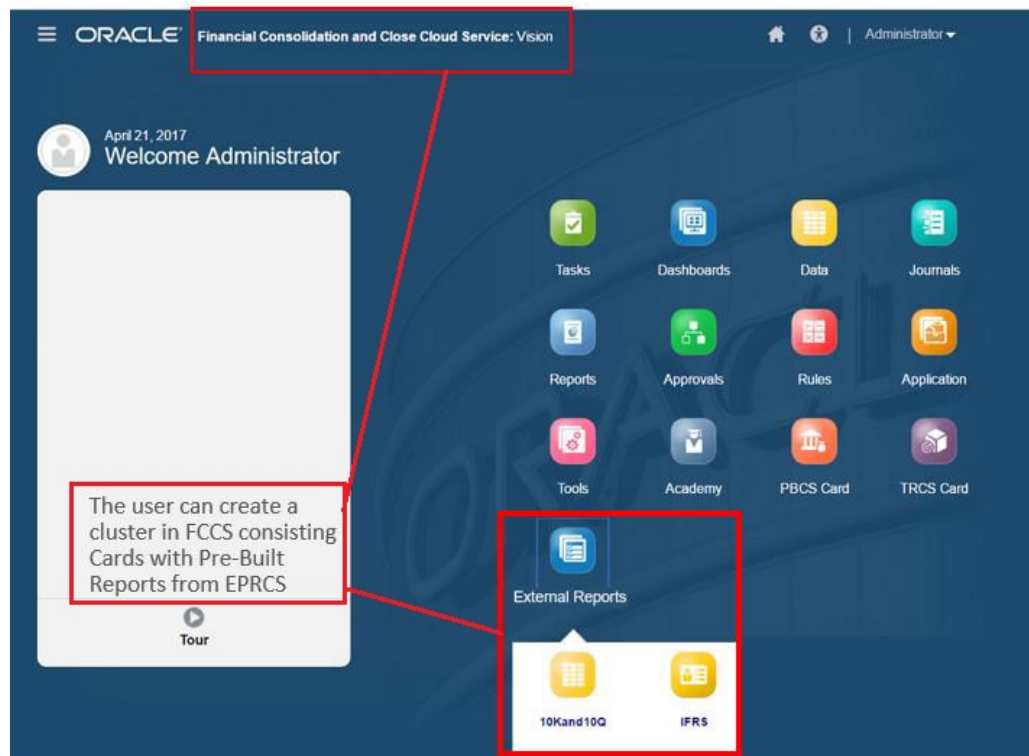 ORACLE Financial Consolidation and Close Cloud Service: Vision
Administrator
April 21, 2017
Welcome Administrator
Tasks
Dashboards
Data
Journals
Reports
Approvals
Rules
Application
Tools
Academy
PBCS Card
TRCS Card
The user can create a
cluster in FCCS consisting
Cards with Pre-Built
Reports from EPRCS
Tour
External Reports
10Kand10Q
IFRS